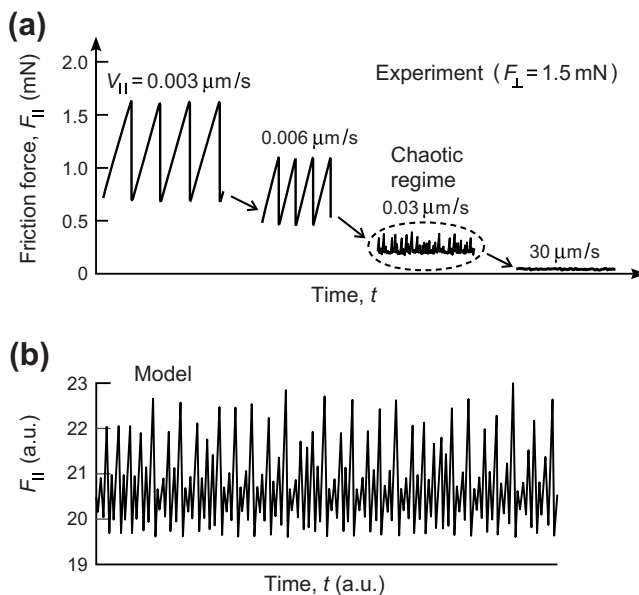 (a)
2.0
1.5
1.0
0.5
0
Friction force, F|| (mN)
V|| = 0.003 μm/s
Experiment (F⊥ = 1.5 mN)
0.006 μm/s
Chaotic
regime
0.03 μm/s
30 μm/s
Time, t
(b)
Model
23
22
21
20
19
F|| (a.u.)
Time, t (a.u.)